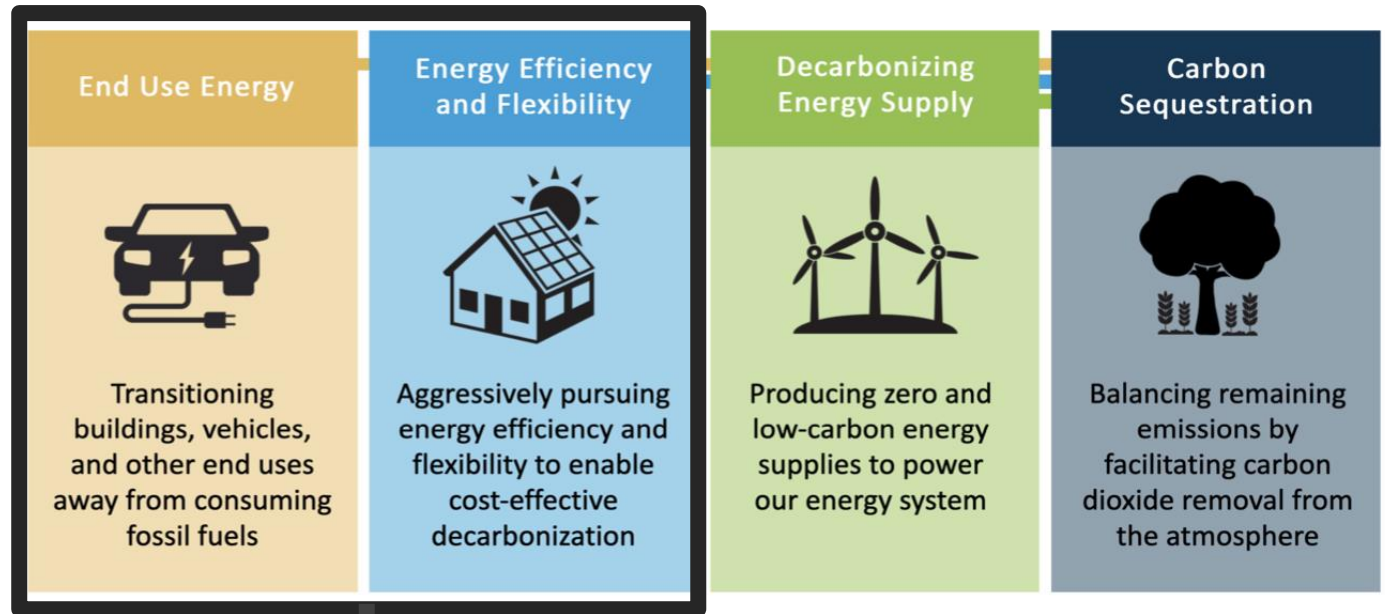 End Use Energy
Energy Efficiency
and Flexibility
Decarbonizing
Energy Supply
Carbon
Sequestration
Transitioning
buildings, vehicles,
and other end uses
away from consuming
fossil fuels
Aggressively pursuing
energy efficiency and
flexibility to enable
cost-effective
decarbonization
Producing zero and
low-carbon energy
supplies to power
our energy system
Balancing remaining
emissions by
facilitating carbon
dioxide removal from
the atmosphere